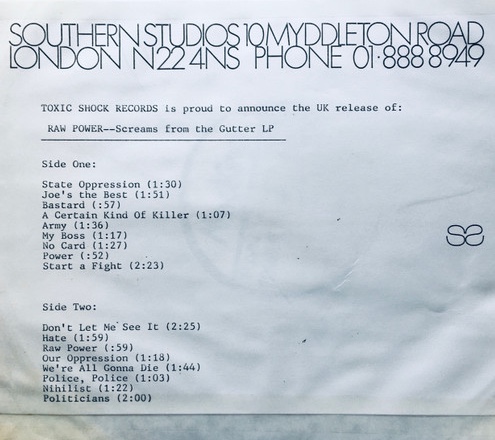 SOUTHERN STUDIOS 10 MYDDLETON ROAD
LONDON N22 4NS PHONE 01·888 8949
TOXIC SHOCK RECORDS is proud to announce the UK release of:
RAW POWER--Screams from the Gutter LP
Side One:
State Oppression (1:30)
Joe's the Best (1:51)
Bastard (:57)
A Certain Kind Of Killer (1:07)
Army (1:36)
My Boss (1:17)
No Card (1:27)
Power (:52)
Start a Fight (2:23)
SS
Side Two:
Don't Let Me See It (2:25)
Hate (1:59)
Raw Power (:59)
Our Oppression (1:18)
We're All Gonna Die (1:44)
Police, Police (1:03)
Nihilist (1:22)
Politicians (2:00)